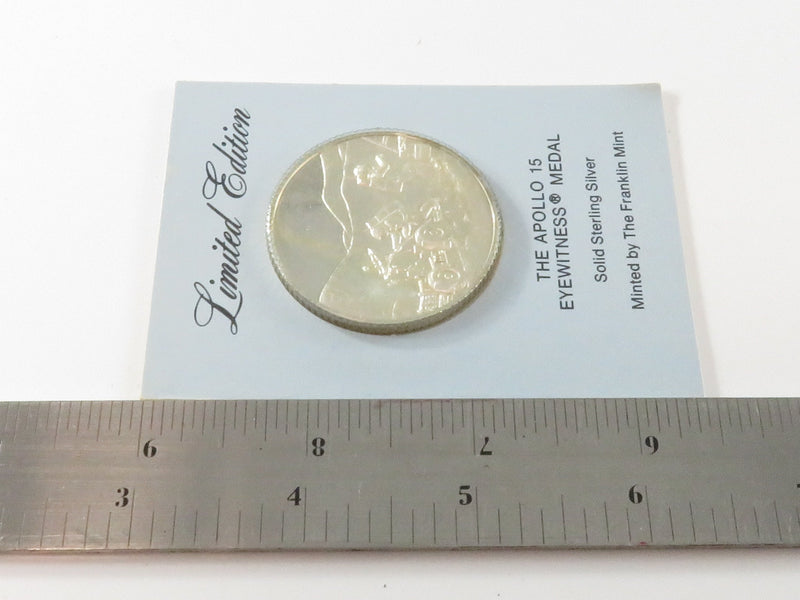 Limited Edition
THE APOLLO 15
EYEWITNESS® MEDAL
Solid Sterling Silver
Minted by The Franklin Mint
9 8 7 6
3 4 5 6